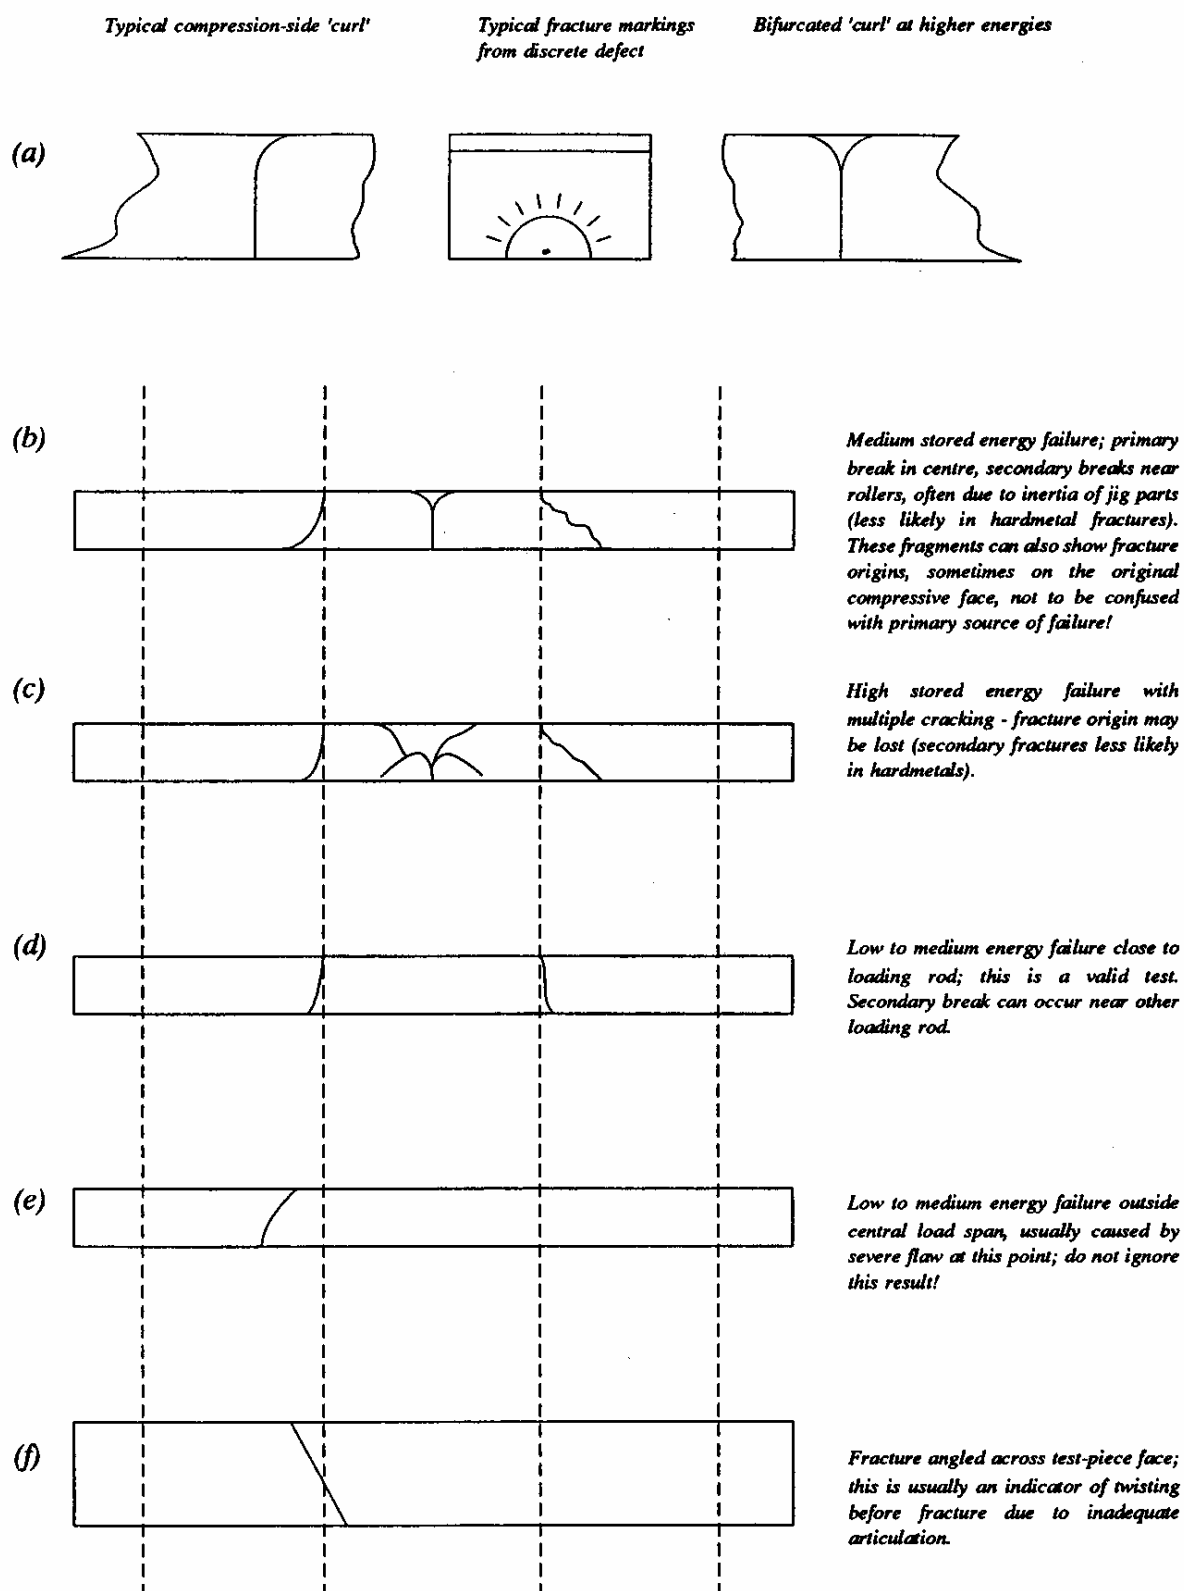 Typical compression-side 'curl'
Typical fracture markings
from discrete defect
Bifurcated 'curl' at higher energies
(a)
(b)
Medium stored energy failure; primary
break in centre, secondary breaks near
rollers, often due to inertia of jig parts
(less likely in hardmetal fractures).
These fragments can also show fracture
origins, sometimes on the original
compressive face, not to be confused
with primary source of failure!
(c)
High stored energy failure with
multiple cracking - fracture origin may
be lost (secondary fractures less likely
in hardmetals).
(d)
Low to medium energy failure close to
loading rod; this is a valid test.
Secondary break can occur near other
loading rod.
(e)
Low to medium energy failure outside
central load span, usually caused by
severe flaw at this point; do not ignore
this result!
(f)
Fracture angled across test-piece face;
this is usually an indicator of twisting
before fracture due to inadequate
articulation.